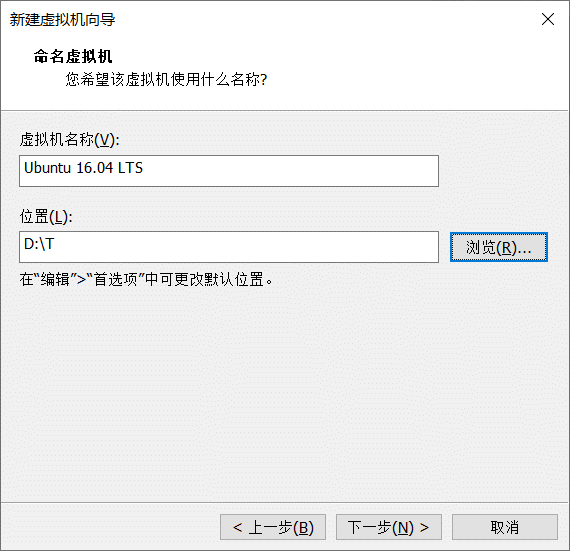 新建虚拟机向导
命名虚拟机
您希望该虚拟机使用什么名称?
虚拟机名称(V):
Ubuntu 16.04 LTS
位置(L):
D:\T
浏览(R)...
在“编辑”>“首选项”中可更改默认位置。
< 上一步(B)
下一步(N) >
取消